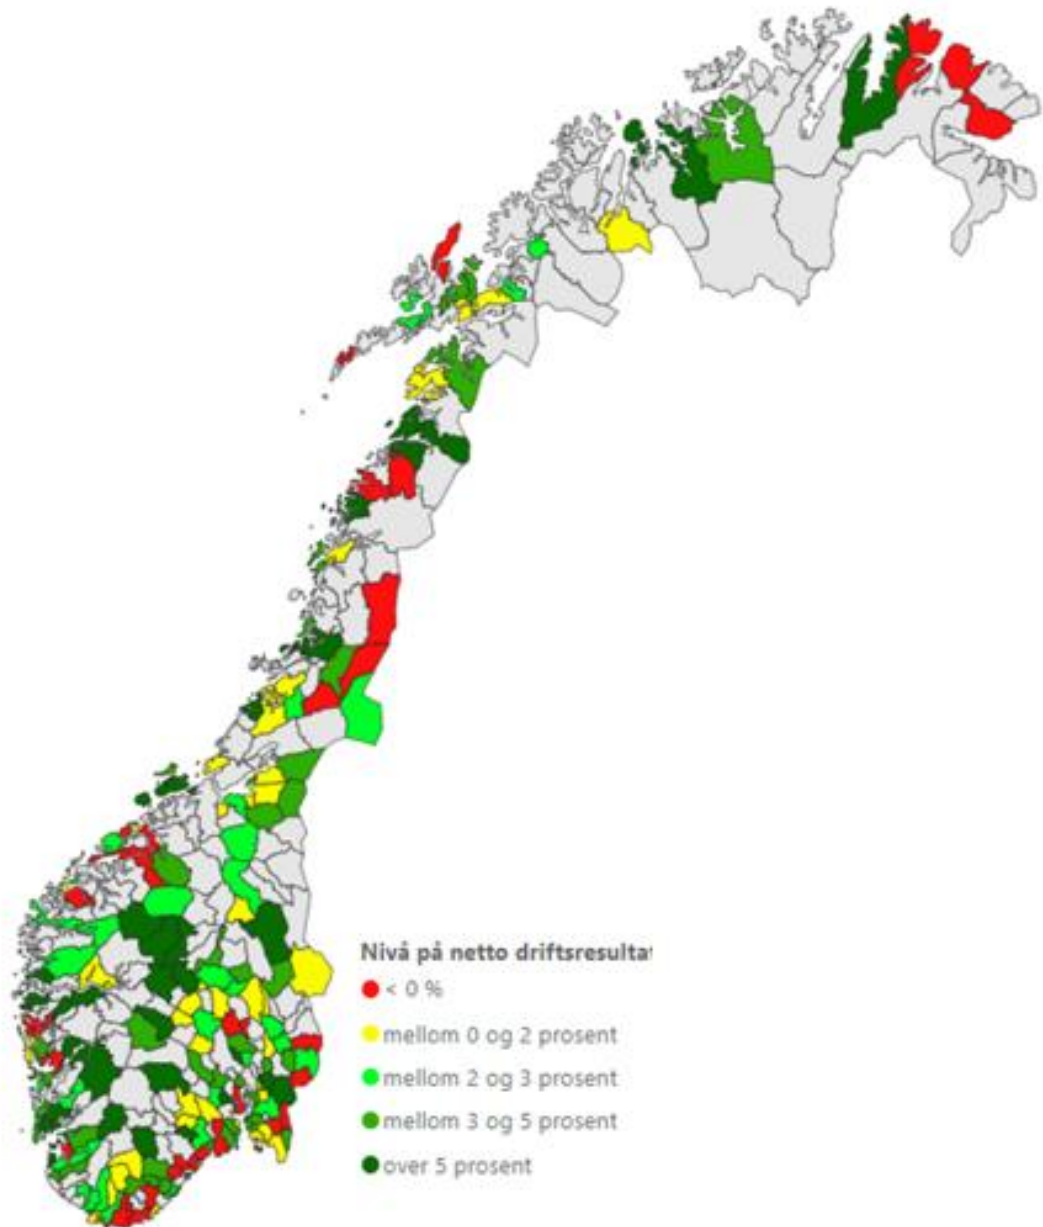 Nivå på netto driftsresultat
< 0 %
mellom 0 og 2 prosent
mellom 2 og 3 prosent
mellom 3 og 5 prosent
over 5 prosent